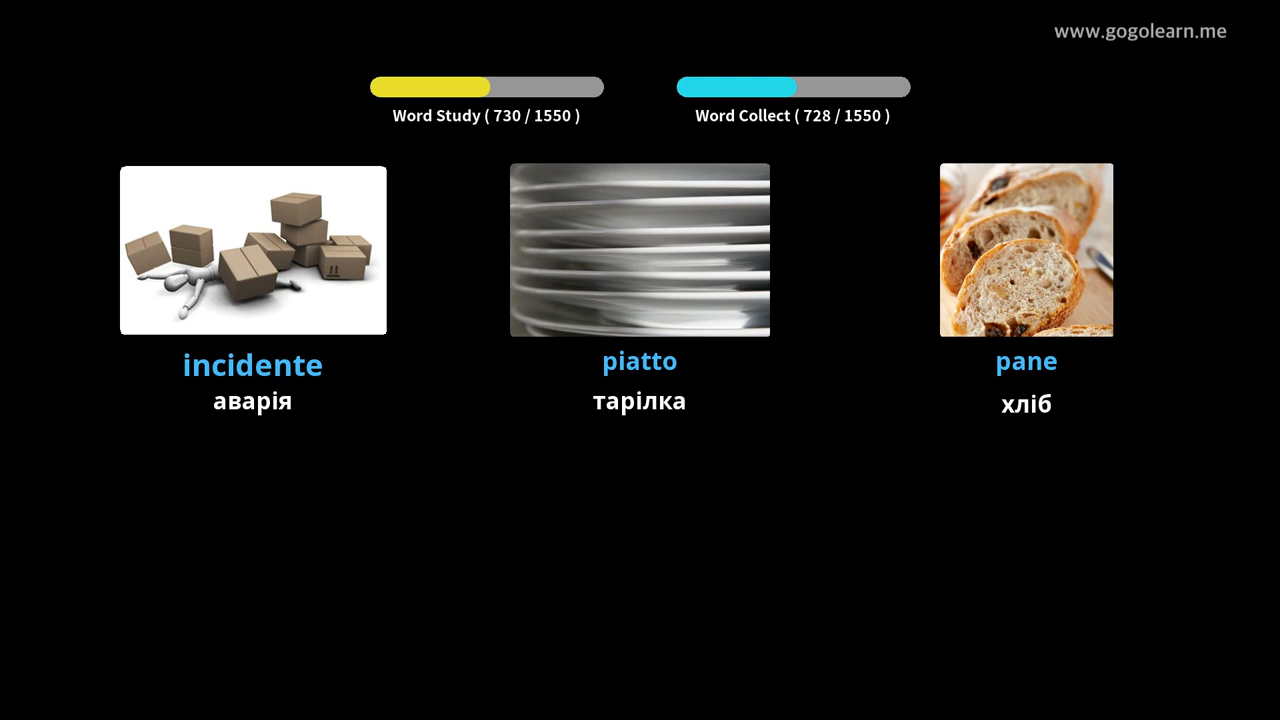 www.gogolearn.me
Word Study ( 730 / 1550 )
Word Collect ( 728 / 1550 )
incidente
аварія
piatto
тарілка
pane
хліб